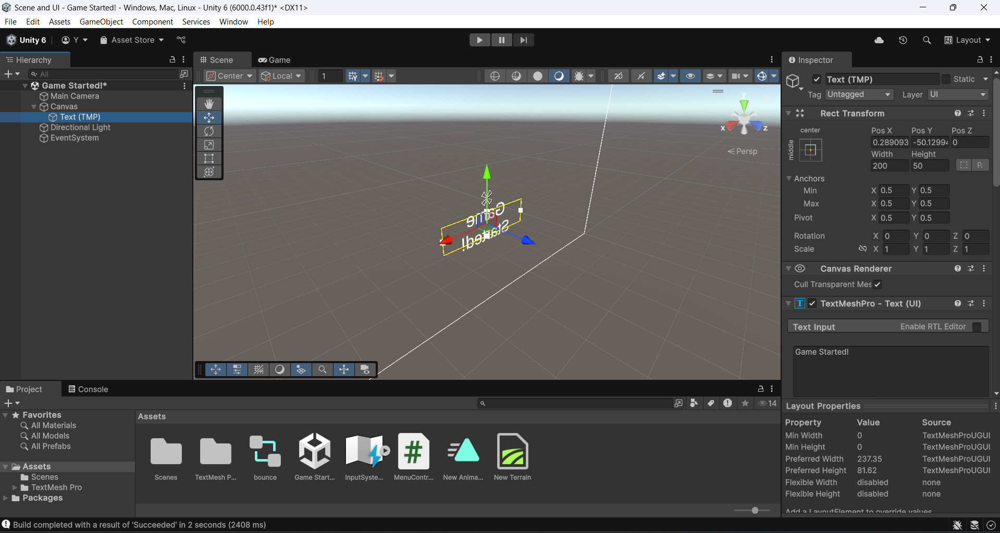 Scene and UI - Game Started! - Windows, Mac, Linux - Unity 6 (6000.0.43f1)* <DX11>
File Edit Assets GameObject Component Services Window Help
Unity 6 Y Asset Store Layout
Hierarchy
All
Game Started!*
Main Camera
Canvas
Text (TMP)
Directional Light
EventSystem
Scene Game
Center Local 1 2D
y
x z
Persp
Game
Started!
Inspector
Text (TMP) Static
Tag Untagged Layer UI
Rect Transform
center
middle
Pos X Pos Y Pos Z
0.289093 -50.1299 0
Width Height
200 50 R
Anchors
Min X 0.5 Y 0.5
Max X 0.5 Y 0.5
Pivot X 0.5 Y 0.5
Rotation X 0 Y 0 Z 0
Scale X 1 Y 1 Z 1
Canvas Renderer
Cull Transparent Mes
TextMeshPro - Text (UI)
Text Input Enable RTL Editor
Game Started!
Layout Properties
Property Value Source
Min Width 0 TextMeshProUGUI
Min Height 0 TextMeshProUGUI
Preferred Width 237.35 TextMeshProUGUI
Preferred Height 81.62 TextMeshProUGUI
Flexible Width disabled none
Flexible Height disabled none
Add a LayoutElement to override values
Project Console
14
Favorites
All Materials
All Models
All Prefabs
Assets
Scenes
TextMesh Pro
Packages
Assets
Scenes TextMesh P... bounce Game Start... InputSyste... MenuContr... New Anima... New Terrain
Build completed with a result of 'Succeeded' in 2 seconds (2408 ms)